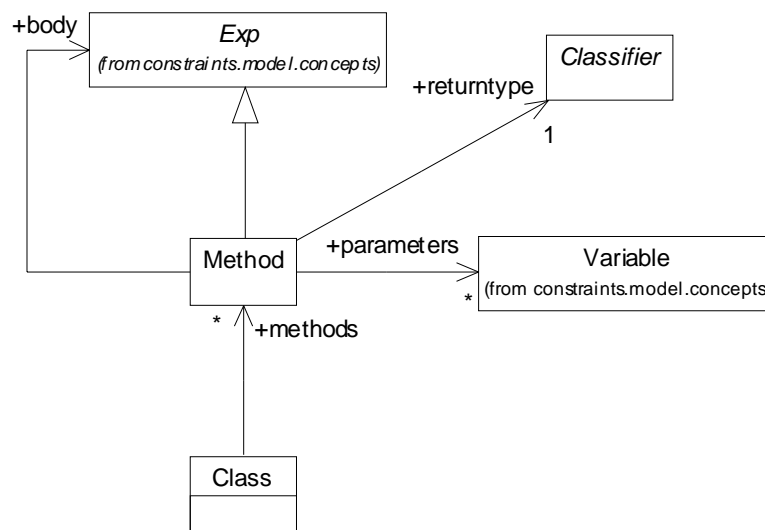 +body
Exp
(from constraints.model.concepts)
Classifier
+returntype
1
Method
+parameters
*
Variable
(from constraints.model.concepts
*
+methods
Class